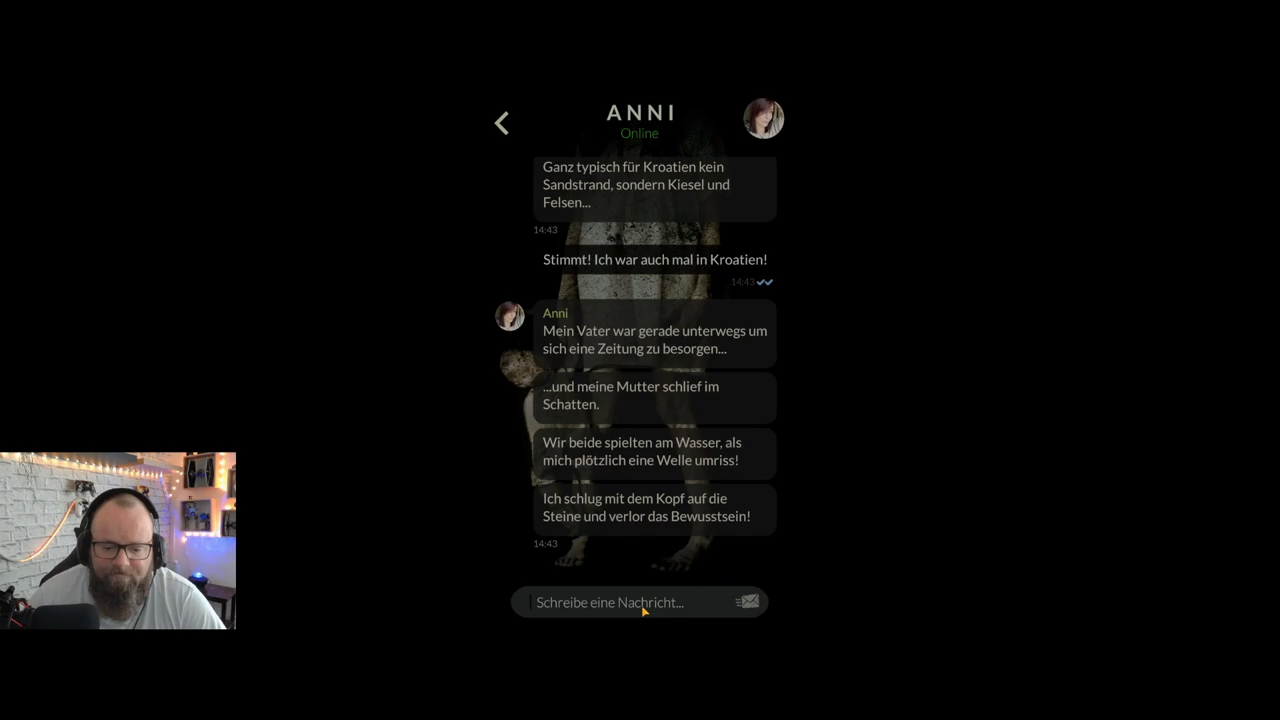 ANNI
Online
Ganz typisch für Kroatien kein
Sandstrand, sondern Kiesel und
Felsen...
14:43
Stimmt! Ich war auch mal in Kroatien!
14:43
Anni
Mein Vater war gerade unterwegs um
sich eine Zeitung zu besorgen...
...und meine Mutter schlief im
Schatten.
Wir beide spielten am Wasser, als
mich plötzlich eine Welle umriss!
Ich schlug mit dem Kopf auf die
Steine und verlor das Bewusstsein!
14:43
Schreibe eine Nachricht...